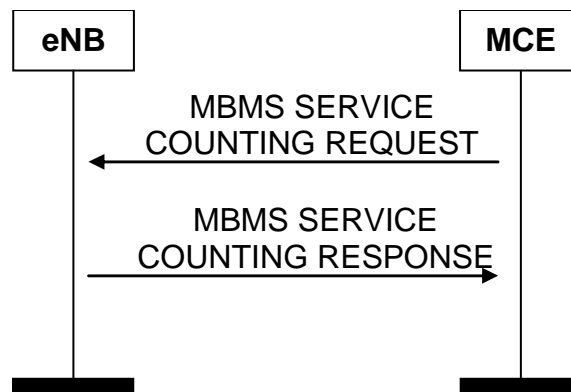 eNB
MCE
MBMS SERVICE
COUNTING REQUEST
MBMS SERVICE
COUNTING RESPONSE